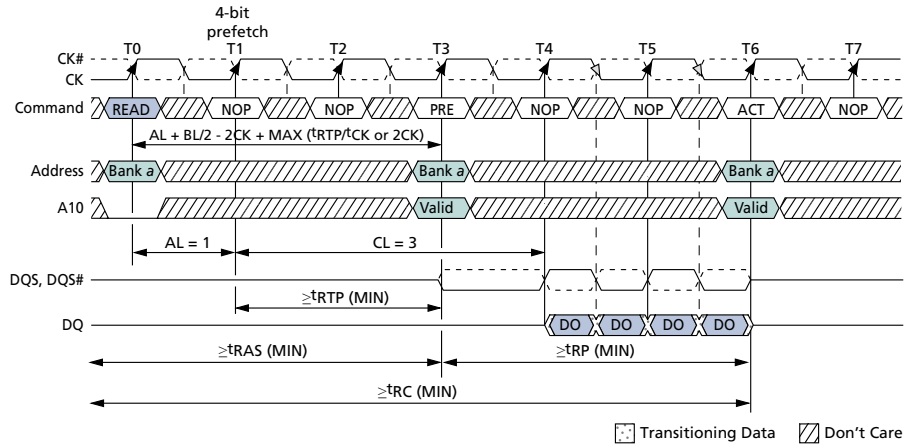 4-bit
prefetch
T0 T1 T2 T3 T4 T5 T6 T7
CK#
CK
Command READ NOP NOP PRE NOP NOP ACT NOP
AL + BL/2 - 2CK + MAX (tRTP/tCK or 2CK)
Address Bank a Bank a Bank a
A10 Valid Valid
AL = 1 CL = 3
DQS, DQS#
≥tRTP (MIN)
DQ DO DO DO DO
≥tRAS (MIN) ≥tRP (MIN)
≥tRC (MIN)
Transitioning Data Don't Care